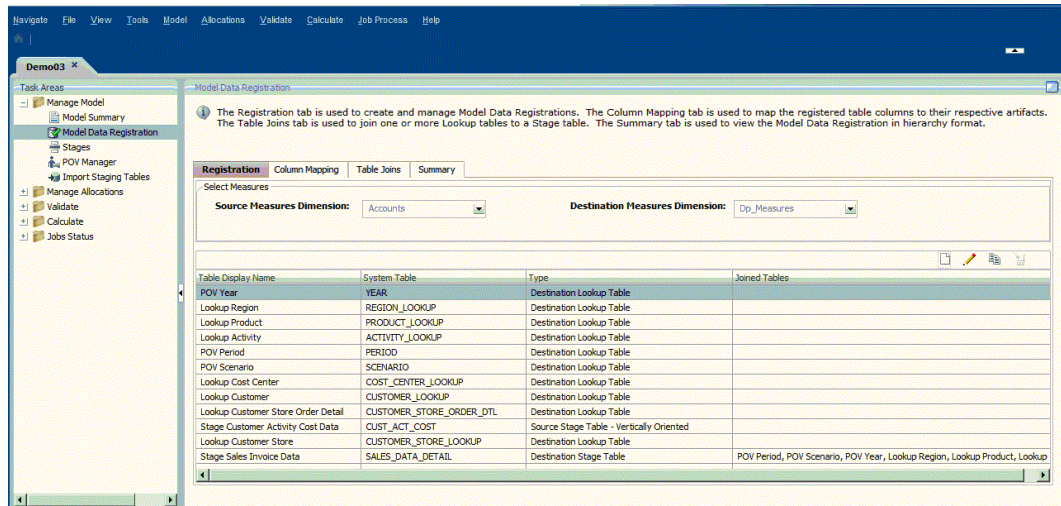 Navigate File View Tools Model Allocations Validate Calculate Job Process Help
Demo03 ×
Task Areas
Manage Model
Model Summary
Model Data Registration
Stages
POV Manager
Import Staging Tables
Manage Allocations
Validate
Calculate
Jobs Status
Model Data Registration
The Registration tab is used to create and manage Model Data Registrations. The Column Mapping tab is used to map the registered table columns to their respective artifacts.
The Table Joins tab is used to join one or more Lookup tables to a Stage table. The Summary tab is used to view the Model Data Registration in hierarchy format.
Registration Column Mapping Table Joins Summary
Select Measures
Source Measures Dimension: Accounts Destination Measures Dimension: Dp_Measures
Table Display Name System Table Type Joined Tables
POV Year YEAR Destination Lookup Table
Lookup Region REGION_LOOKUP Destination Lookup Table
Lookup Product PRODUCT_LOOKUP Destination Lookup Table
Lookup Activity ACTIVITY_LOOKUP Destination Lookup Table
POV Period PERIOD Destination Lookup Table
POV Scenario SCENARIO Destination Lookup Table
Lookup Cost Center COST_CENTER_LOOKUP Destination Lookup Table
Lookup Customer CUSTOMER_LOOKUP Destination Lookup Table
Lookup Customer Store Order Detail CUSTOMER_STORE_ORDER_DTL Destination Lookup Table
Stage Customer Activity Cost Data CUST_ACT_COST Source Stage Table - Vertically Oriented
Lookup Customer Store CUSTOMER_STORE_LOOKUP Destination Lookup Table
Stage Sales Invoice Data SALES_DATA_DETAIL Destination Stage Table POV Period, POV Scenario, POV Year, Lookup Region, Lookup Product, Lookup